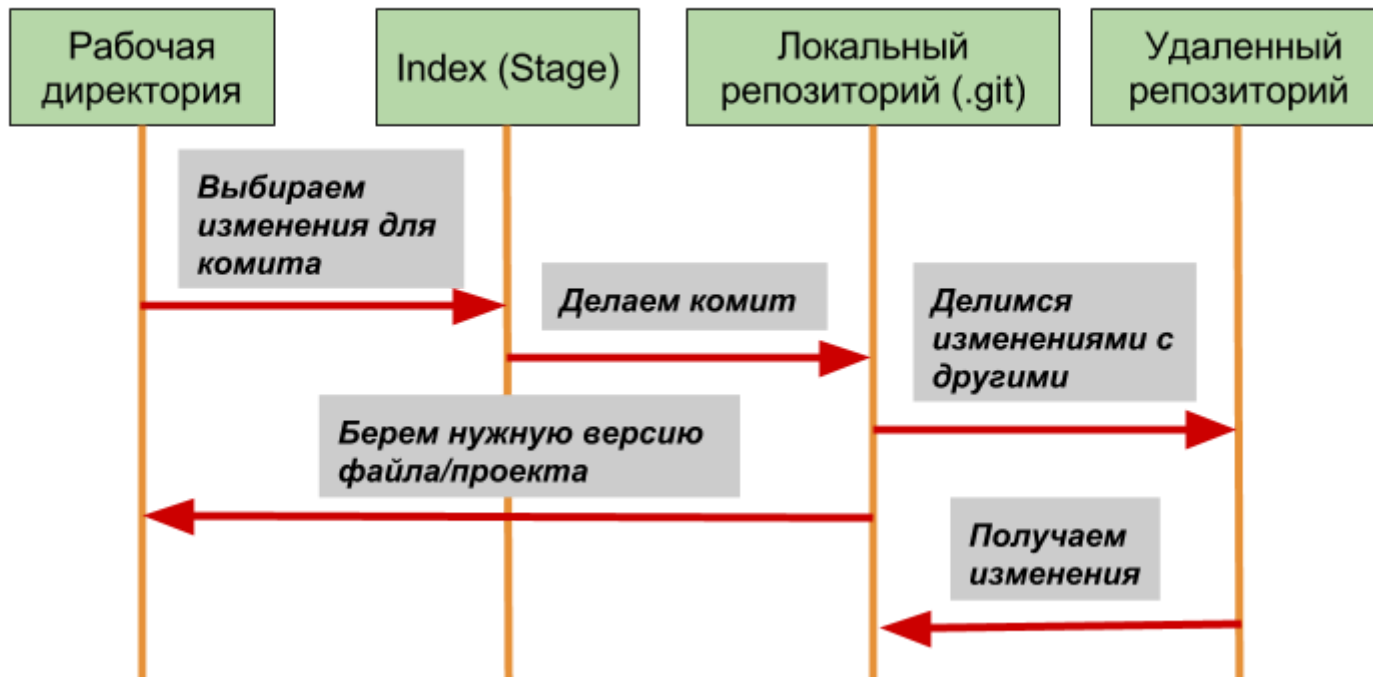 Рабочая
директория
Index (Stage)
Локальный
репозиторий (.git)
Удаленный
репозиторий
Выбираем
изменения для
комита
Делаем комит
Делимся
изменениями с
другими
Берем нужную версию
файла/проекта
Получаем
изменения